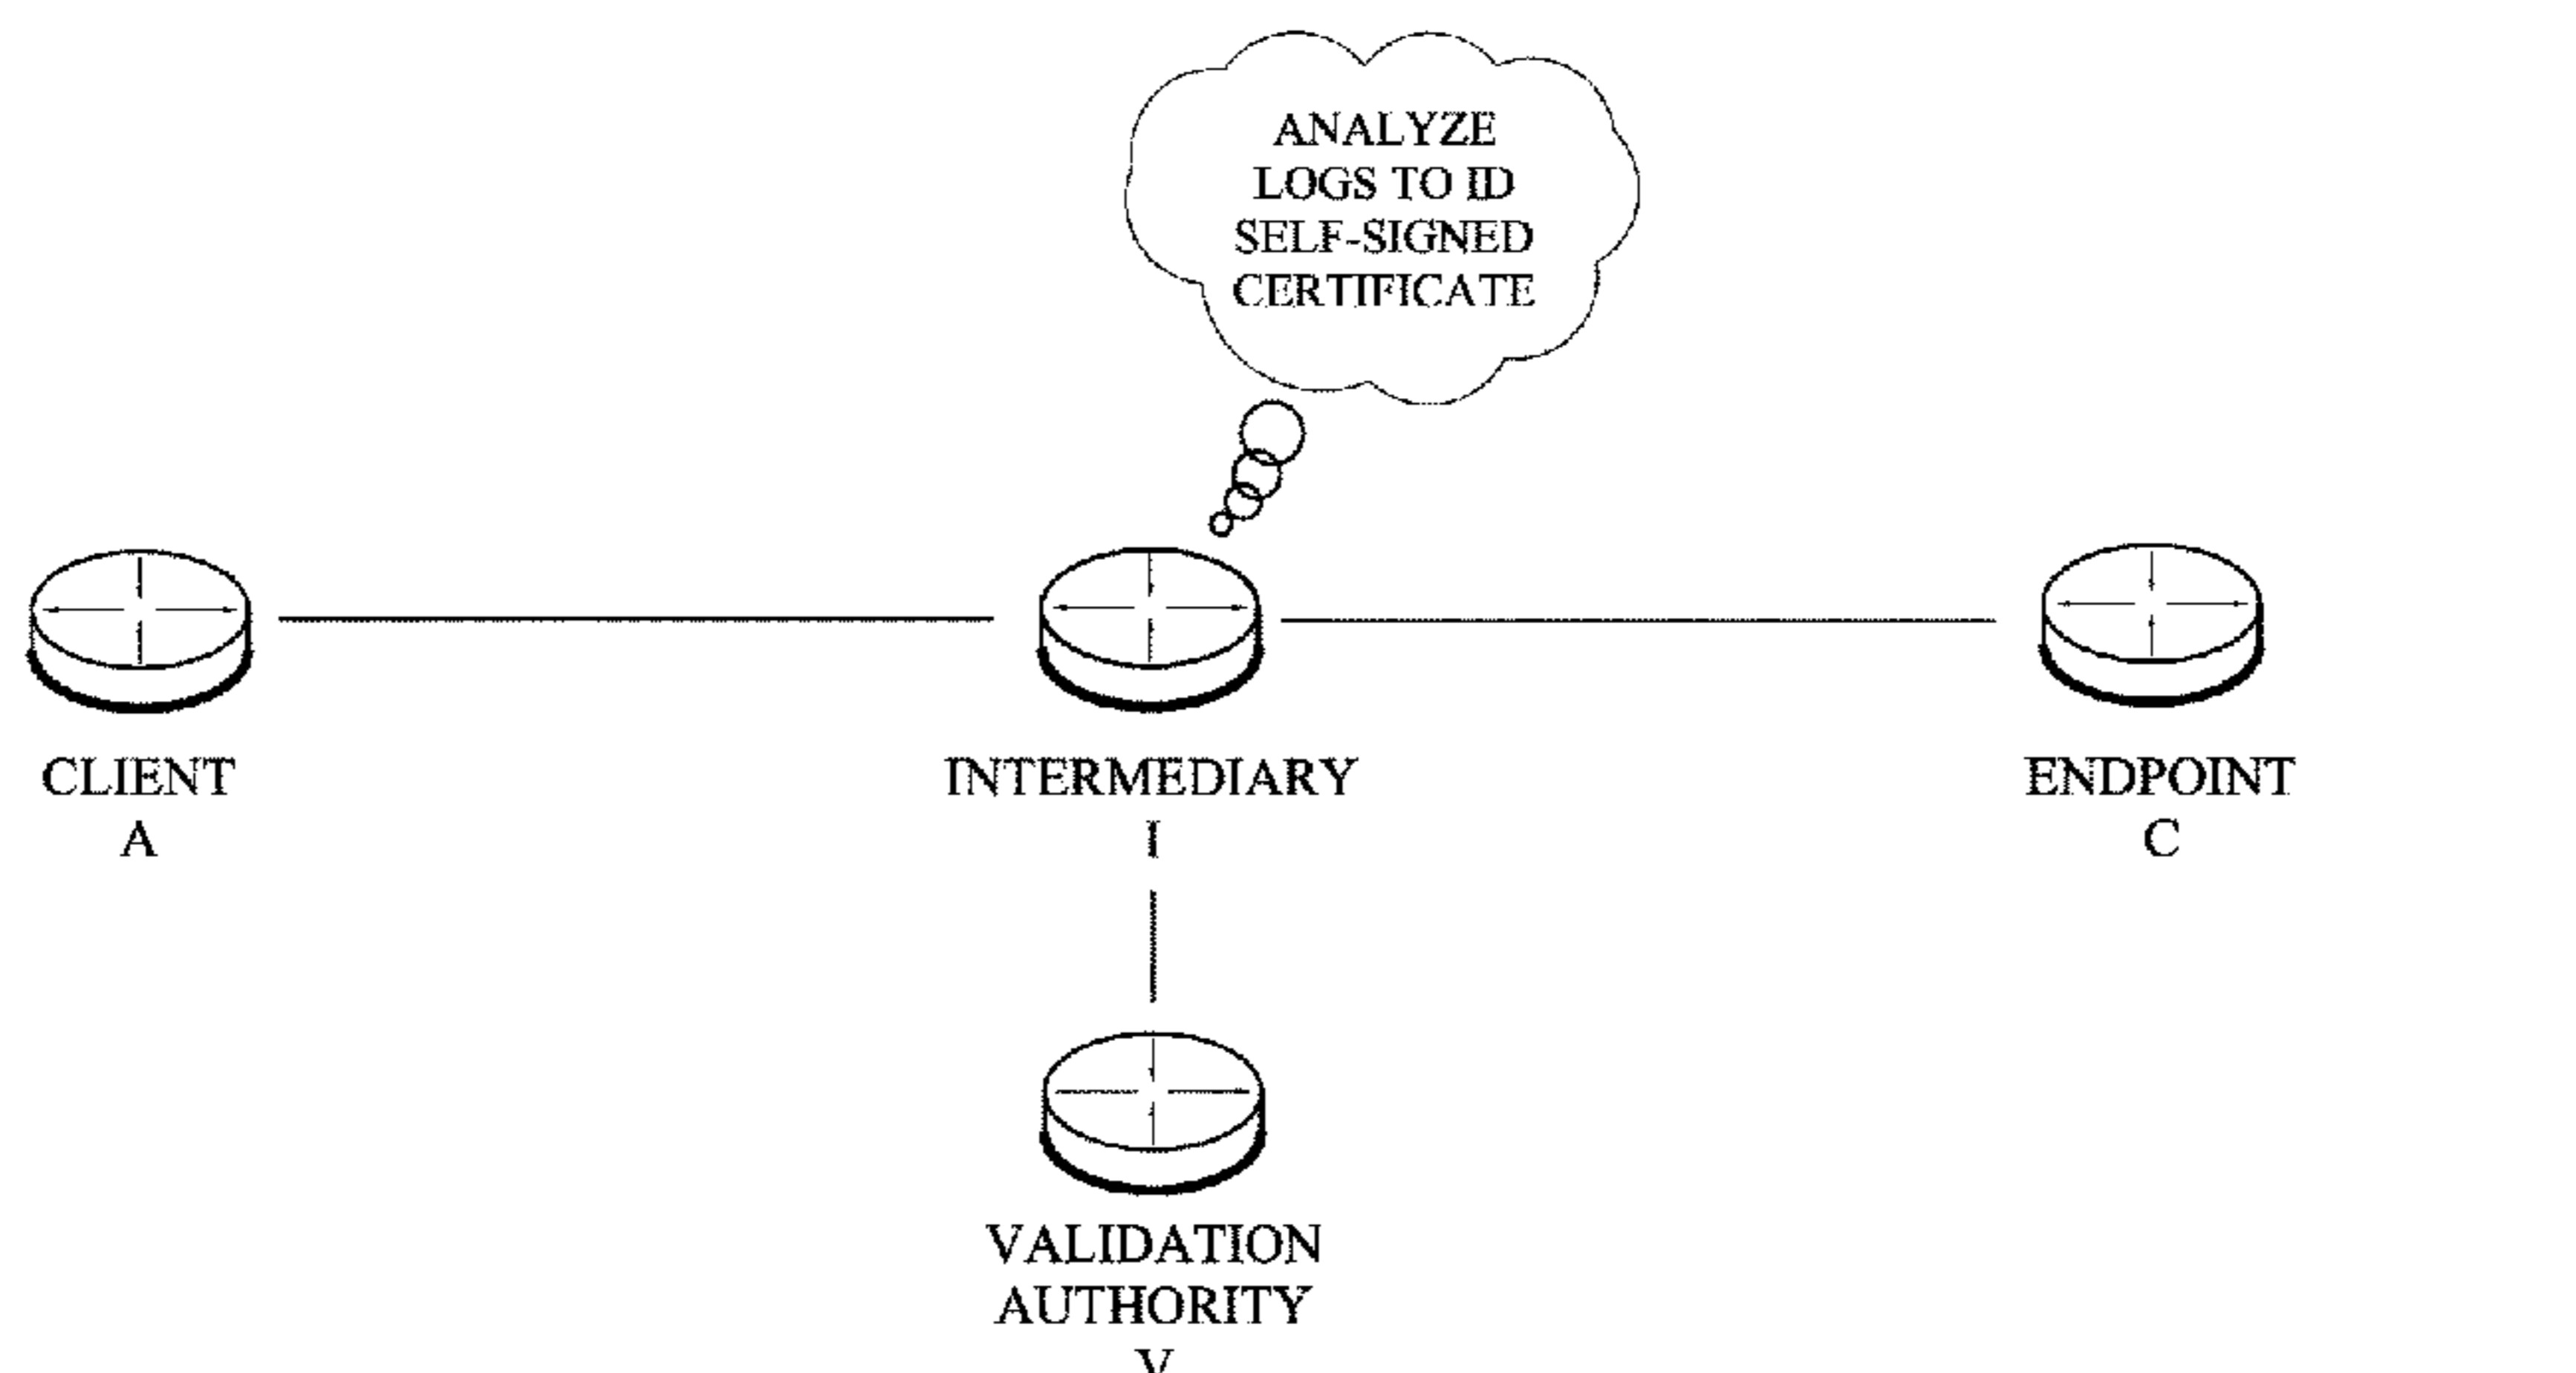 ANALYZE
LOGS TO ID
SELF-SIGNED
CERTIFICATE
CLIENT
A
INTERMEDIARY
I
ENDPOINT
C
VALIDATION
AUTHORITY
V